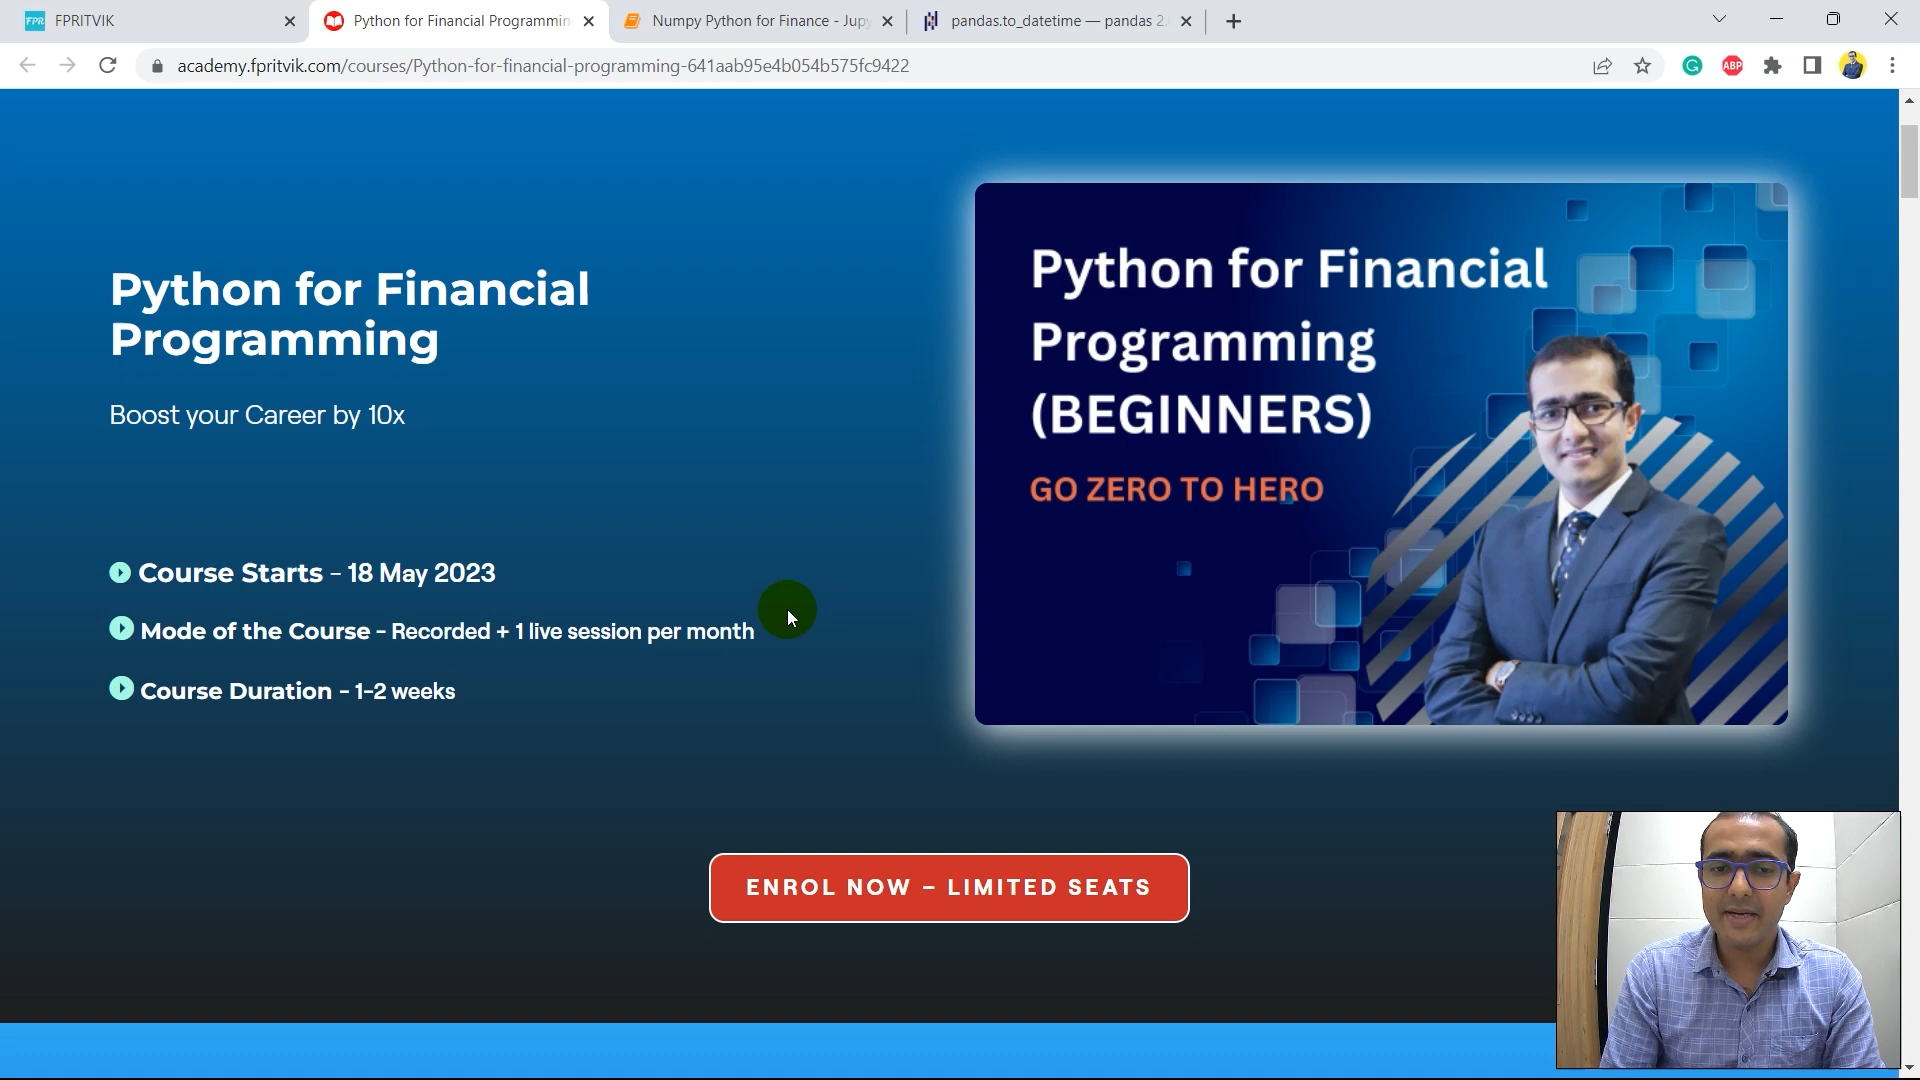 FPRITVIK
Python for Financial Programmin
Numpy Python for Finance - Jup
pandas.to_datetime — pandas 2.
academy.fpritvik.com/courses/Python-for-financial-programming-641aab95e4b054b575fc9422
ABP
Python for Financial
Programming
Boost your Career by 10x
Course Starts - 18 May 2023
Mode of the Course - Recorded + 1 live session per month
Course Duration - 1-2 weeks
Python for Financial
Programming
(BEGINNERS)
GO ZERO TO HERO
ENROL NOW - LIMITED SEATS